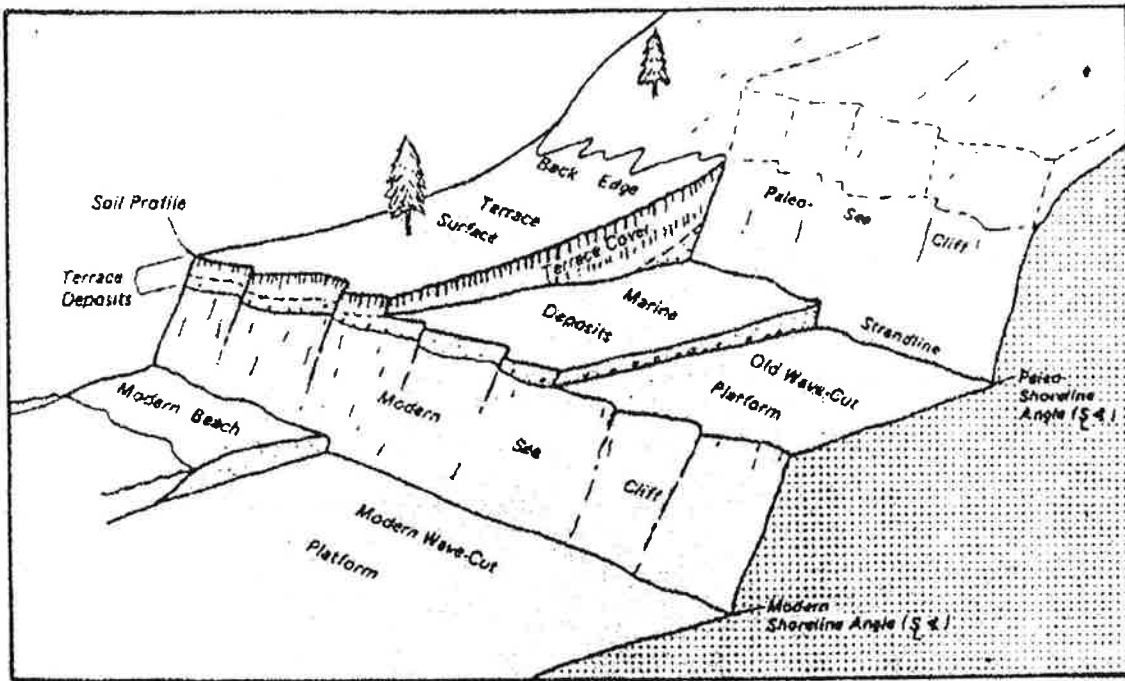 Back Edge
Soil Profile
Terrace
Surface
Paleo- Sea
Cliff
Terrace Cover
Terrace
Deposits
Marine
Deposits
Strandline
Old Wave-Cut
Platform
Paleo
Shoreline
Angle (S∡)
Modern Beach
Modern
Sea
Cliff
Modern Wave-Cut
Platform
Modern
Shoreline Angle (S∡)